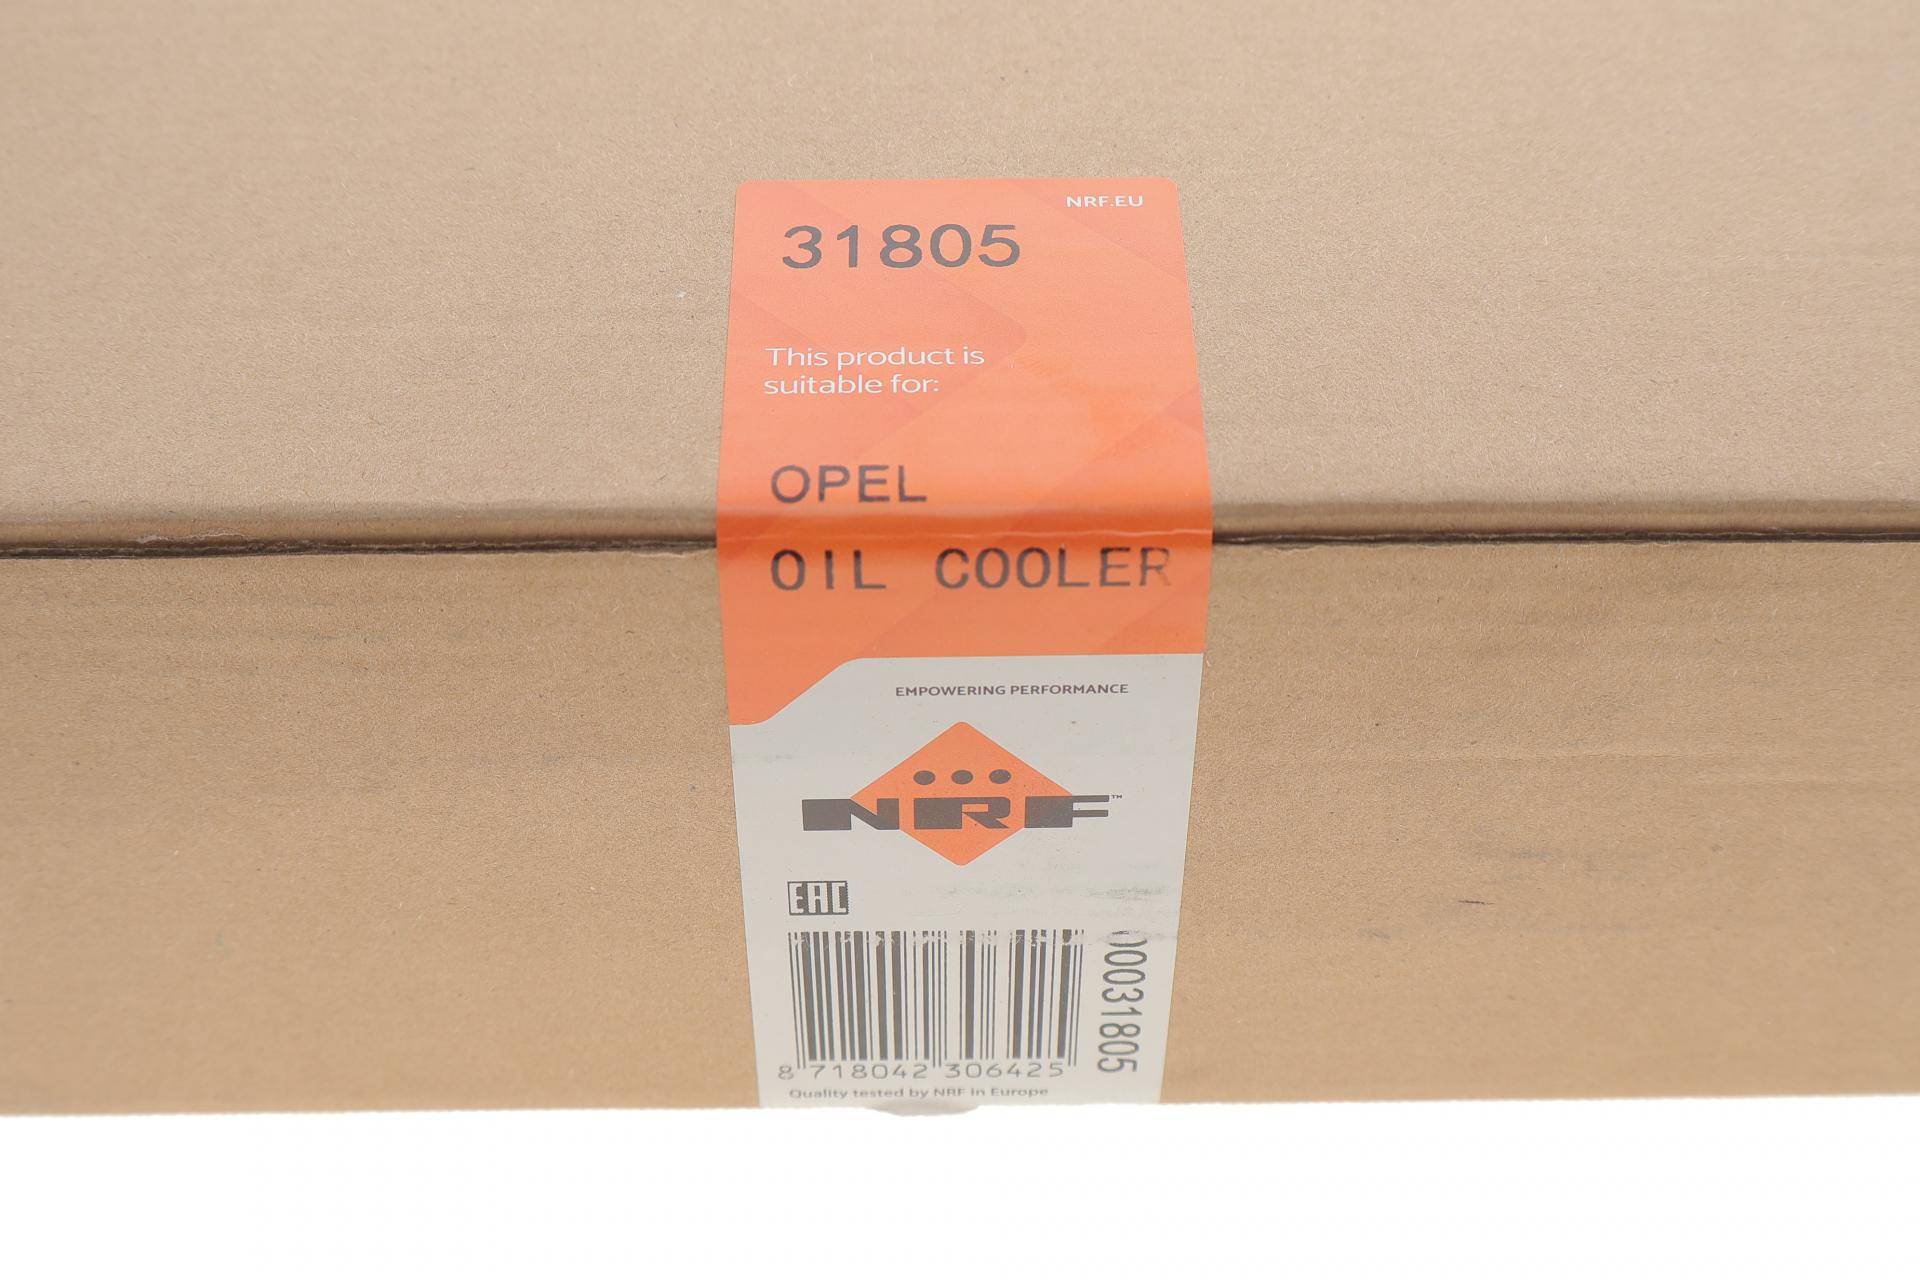 NRF.EU
31805
This product is
suitable for:
OPEL
OIL COOLER
EMPOWERING PERFORMANCE
NRF™
EAC
00031805
8 718042 306425
Quality tested by NRF in Europe